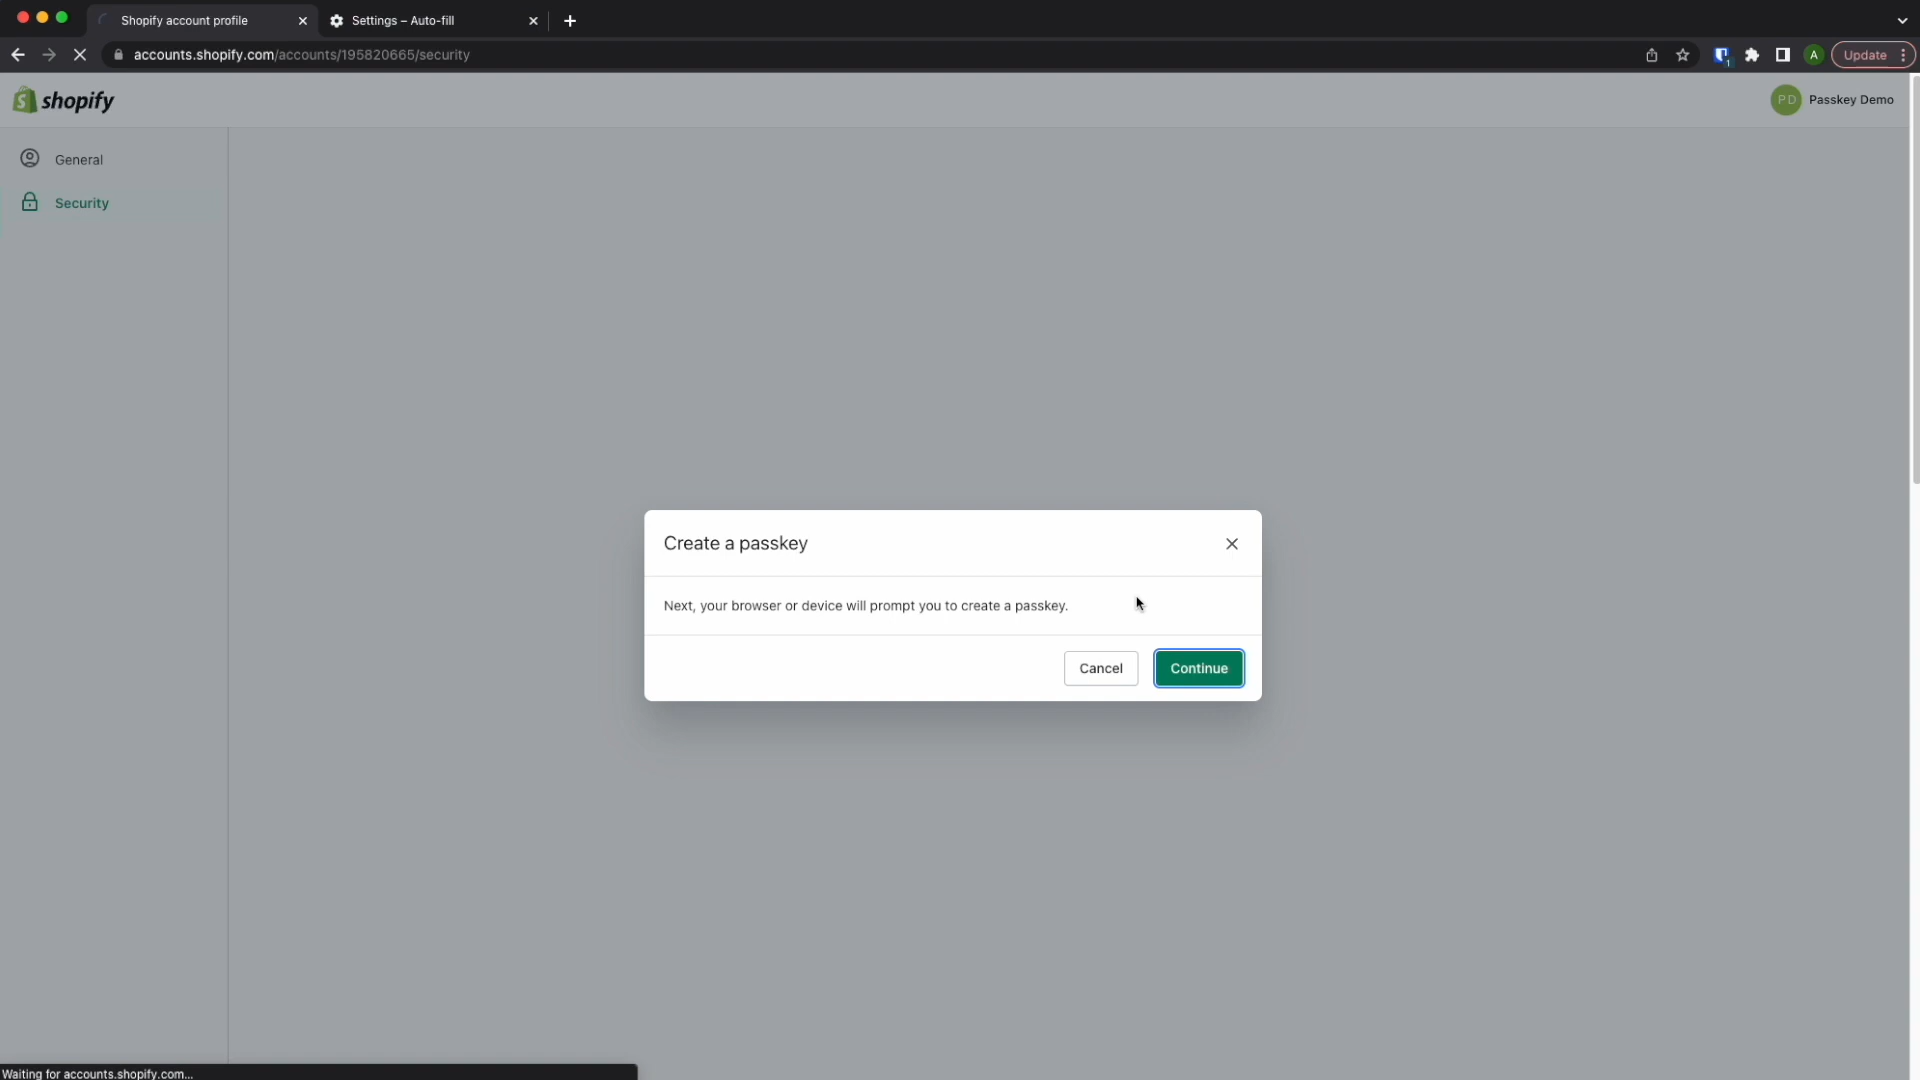 Shopify account profile
Settings – Auto-fill
accounts.shopify.com/accounts/195820665/security
1
A
Update
shopify
PD
Passkey Demo
General
Security
Create a passkey
Next, your browser or device will prompt you to create a passkey.
Cancel
Continue
Waiting for accounts.shopify.com...